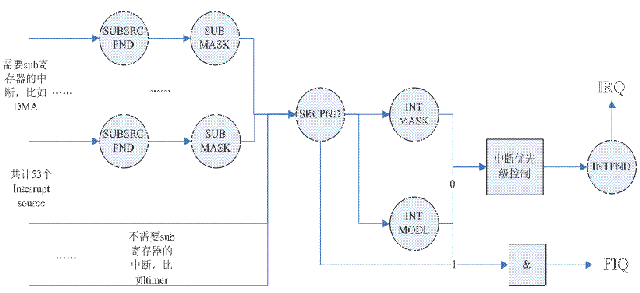 SUBSRC
PND
SUB
MASK
需要sub寄
存器的中
断，比如
DMA
……
……
SUBSRC
PND
SUB
MASK
SRCPND
INT
MASK
IRQ
共计53个
Interrupt
source
0
中断优先
级控制
INTPND
INT
MODE
不需要sub
寄存器的
中断，比
如timer
……
1
&
FIQ